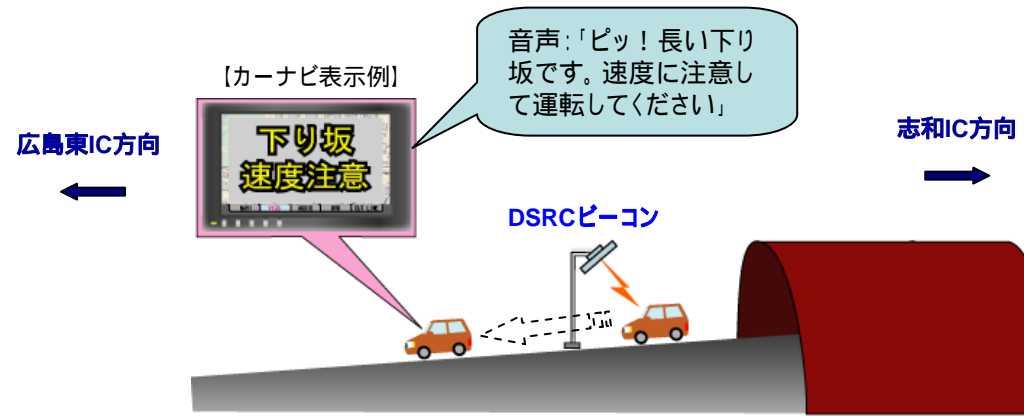 音声:「ピッ！長い下り
坂です。速度に注意し
て運転してください」
【カーナビ表示例】
下り坂
速度注意
広島東IC方向
志和IC方向
DSRCビーコン